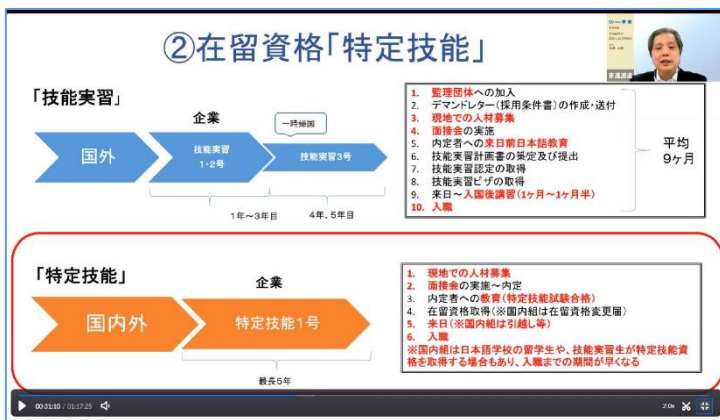 ②在留資格「特定技能」
「技能実習」
企業
一時帰国
国外
技能実習
1・2号
技能実習3号
1年～3年目
4年、5年目
1. 監理団体への加入
2. デマンドレター（採用条件書）の作成・送付
3. 現地での人材募集
4. 面接会の実施
5. 内定者への来日前日本語教育
6. 技能実習計画書の策定及び提出
7. 技能実習認定の取得
8. 技能実習ビザの取得
9. 来日～入国後講習（1ヶ月～1ヶ月半）
10. 入職
平均
9ヶ月
「特定技能」
企業
国内外
特定技能1号
最長5年
1. 現地での人材募集
2. 面接会の実施～内定
3. 内定者への教育（特定技能試験合格）
4. 在留資格取得（※国内組は在留資格変更届）
5. 来日（※国内組は引越し等）
6. 入職
※国内組は日本語学校の留学生や、技能実習生が特定技能資
格を取得する場合もあり、入職までの期間が早くなる
00:31:10 / 01:17:25
2.0x